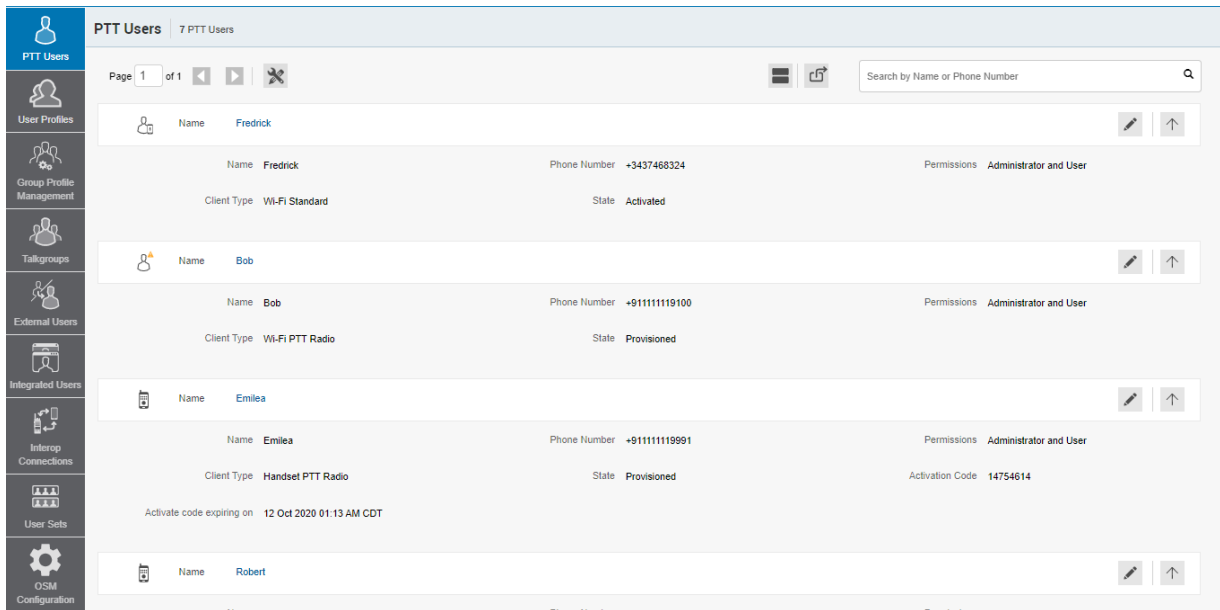 PTT Users
7 PTT Users
PTT Users
User Profiles
Group Profile
Management
Talkgroups
External Users
Integrated Users
Interop
Connections
User Sets
OSM
Configuration
Page 1 of 1
Search by Name or Phone Number
Name Fredrick
Name Fredrick Phone Number +3437468324 Permissions Administrator and User
Client Type Wi-Fi Standard State Activated
Name Bob
Name Bob Phone Number +911111119100 Permissions Administrator and User
Client Type Wi-Fi PTT Radio State Provisioned
Name Emilea
Name Emilea Phone Number +911111119991 Permissions Administrator and User
Client Type Handset PTT Radio State Provisioned Activation Code 14754614
Activate code expiring on 12 Oct 2020 01:13 AM CDT
Name Robert